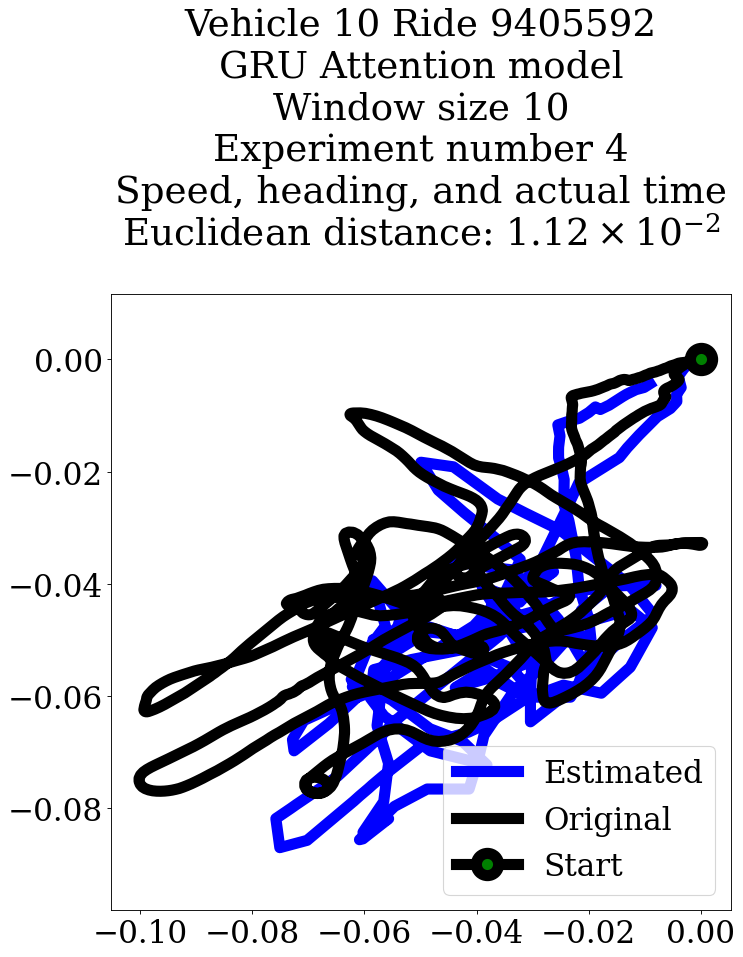 Vehicle 10 Ride 9405592
GRU Attention model
Window size 10
Experiment number 4
Speed, heading, and actual time
Euclidean distance: 1.12 × 10⁻²
0.00
−0.02
−0.04
−0.06
−0.08
Estimated
Original
Start
−0.10 −0.08 −0.06 −0.04 −0.02 0.00